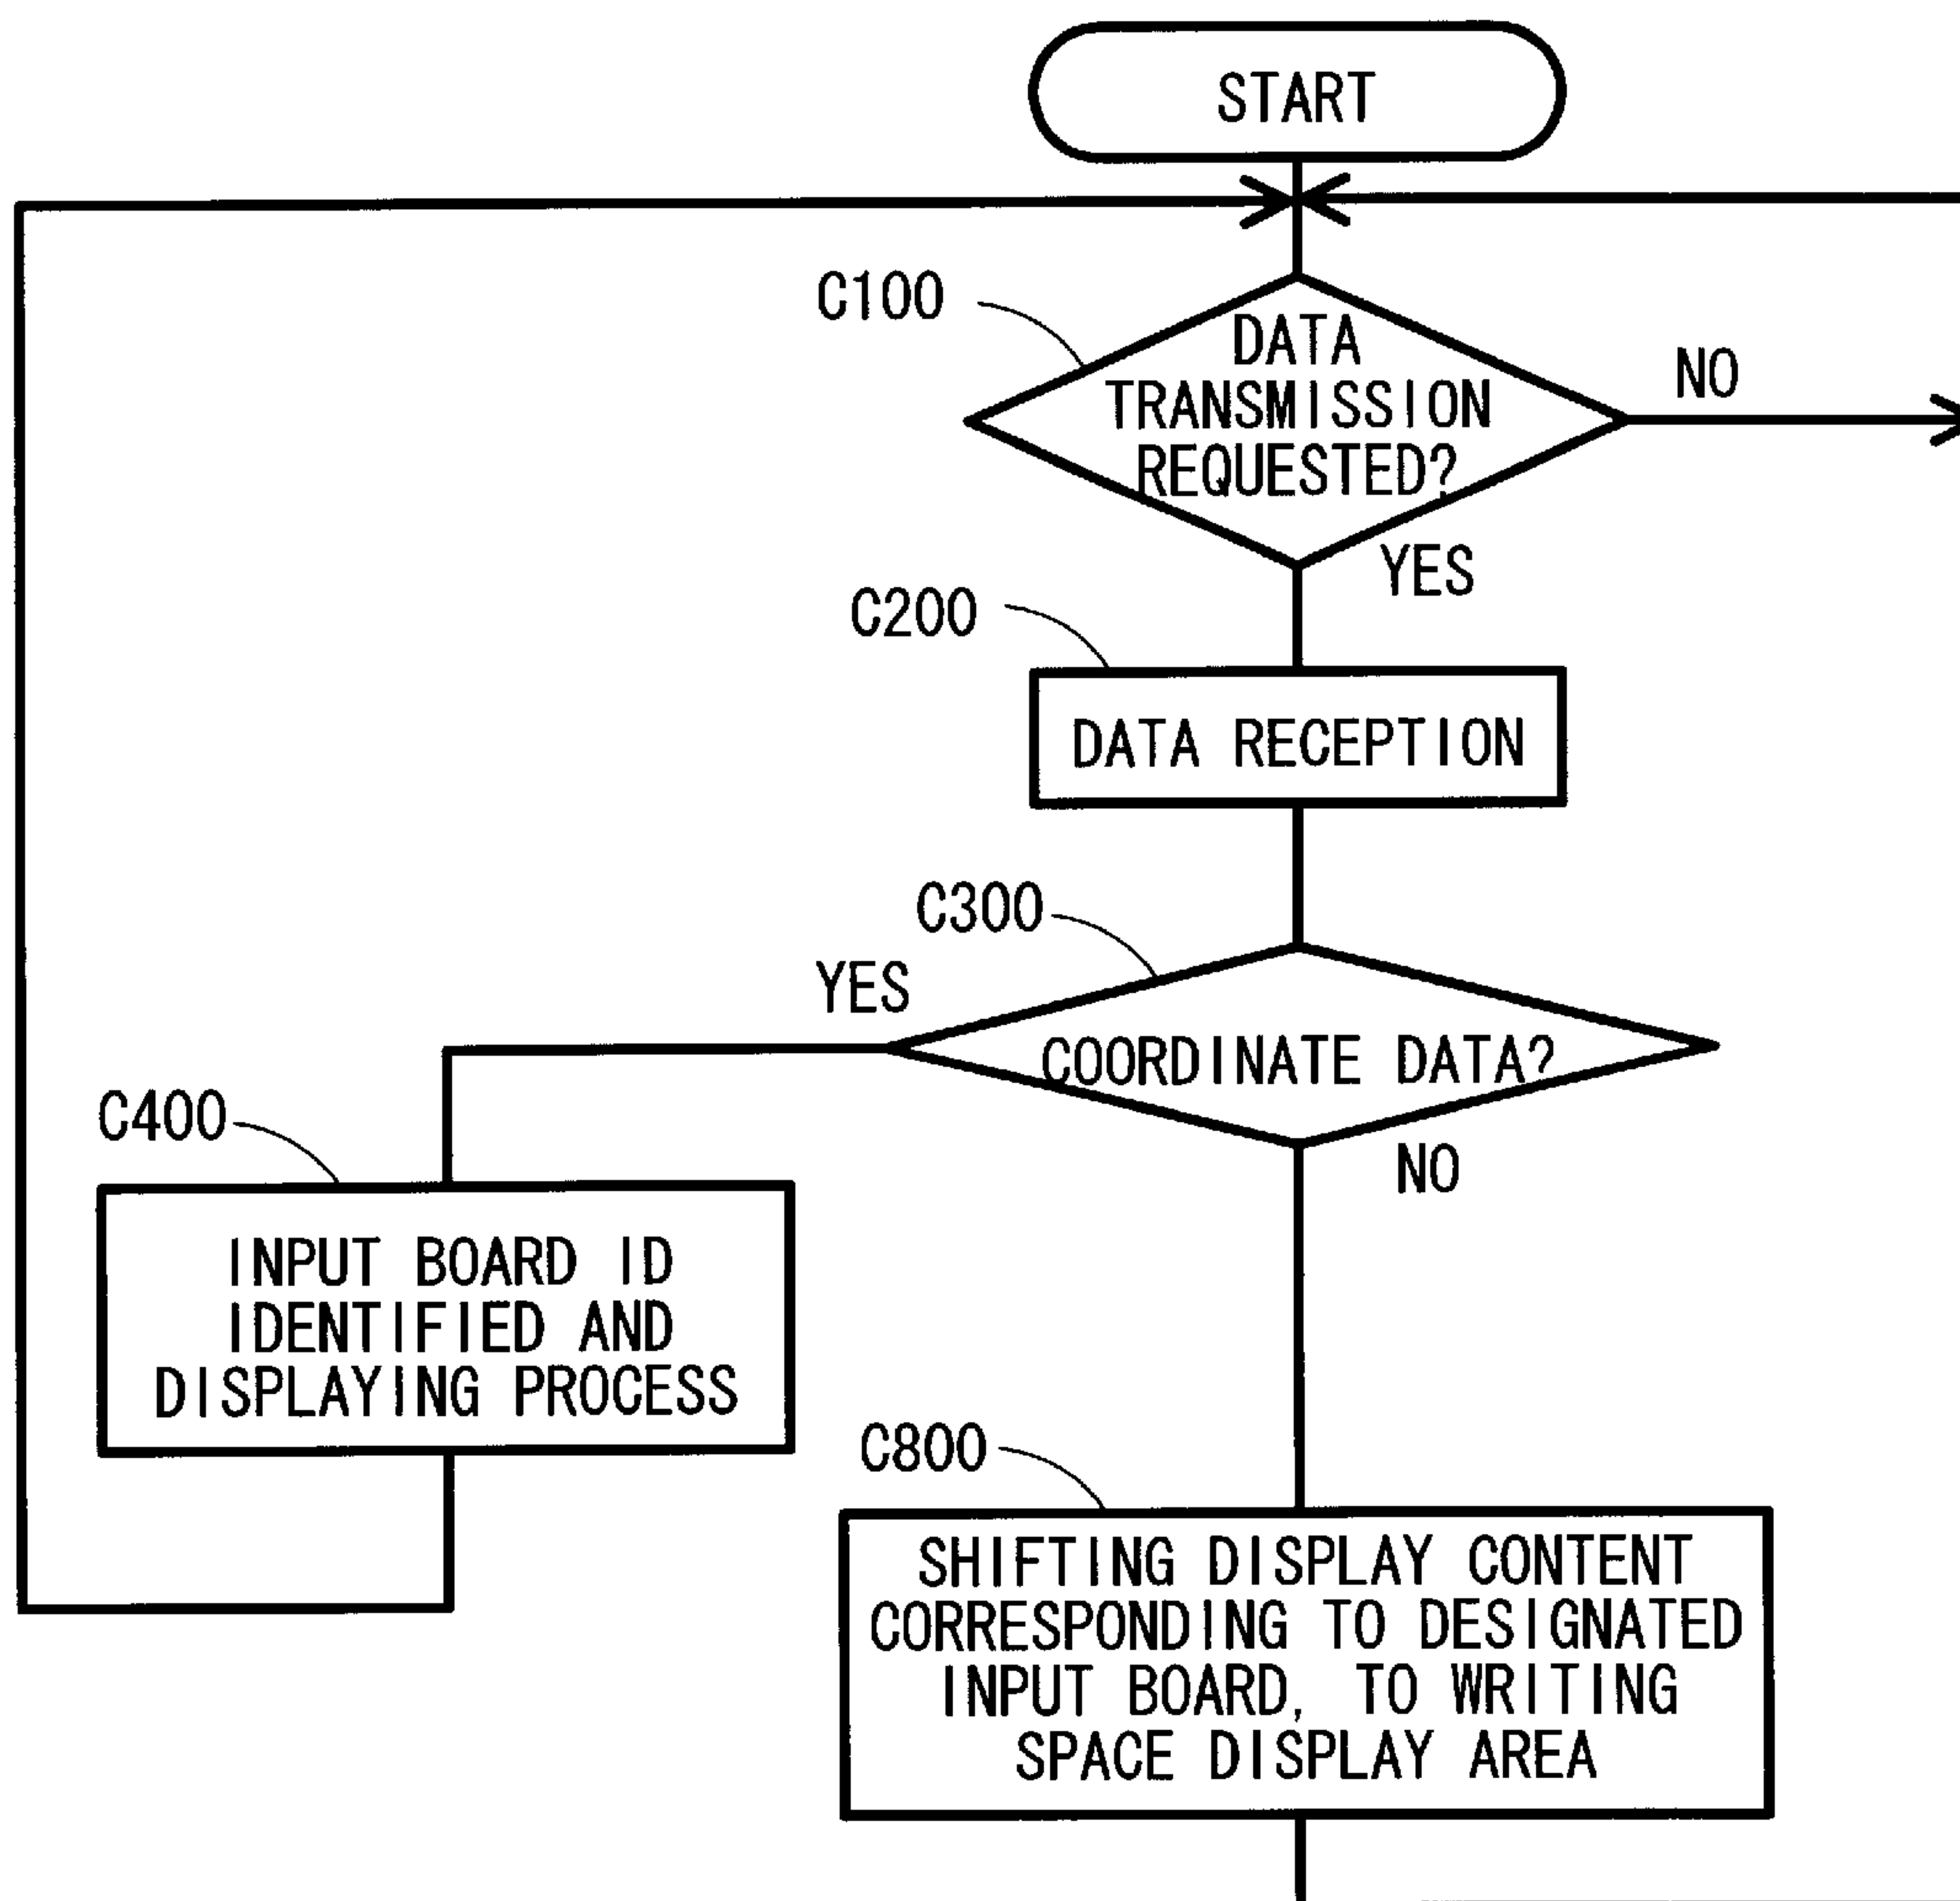 START
C100
DATA
TRANSMISSION
REQUESTED?
NO
YES
C200
DATA RECEPTION
C300
YES
COORDINATE DATA?
NO
C400
INPUT BOARD ID
IDENTIFIED AND
DISPLAYING PROCESS
C800
SHIFTING DISPLAY CONTENT
CORRESPONDING TO DESIGNATED
INPUT BOARD, TO WRITING
SPACE DISPLAY AREA